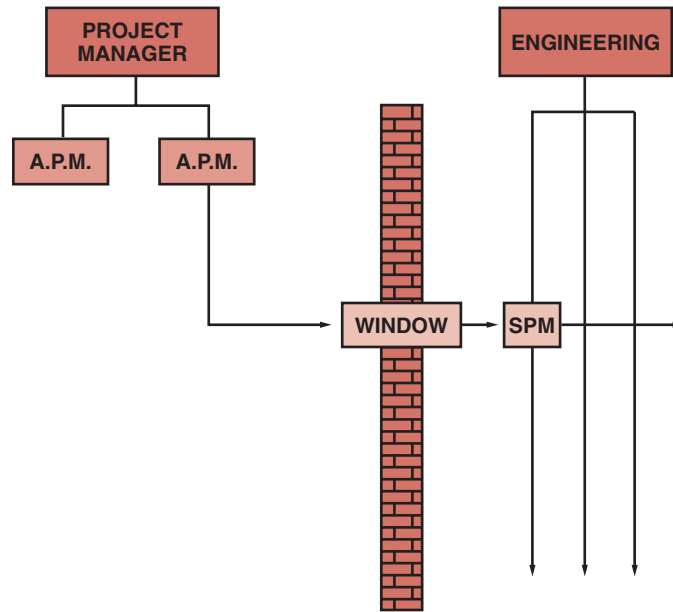 PROJECT
MANAGER
ENGINEERING
A.P.M.
A.P.M.
WINDOW
SPM